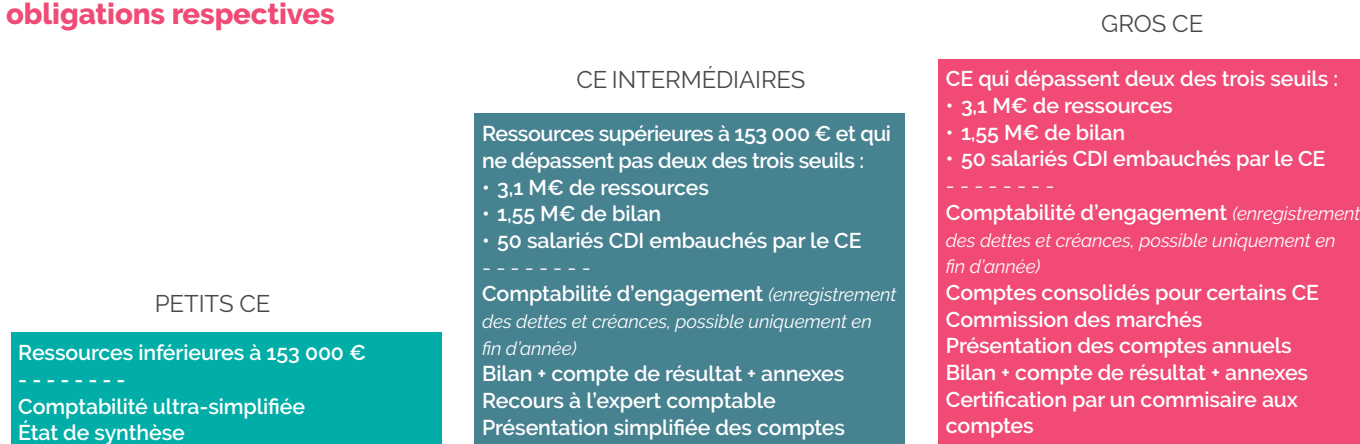 obligations respectives
PETITS CE
Ressources inférieures à 153 000 €
- - - - - - - -
Comptabilité ultra-simplifiée
État de synthèse
CE INTERMÉDIAIRES
Ressources supérieures à 153 000 € et qui
ne dépassent pas deux des trois seuils :
• 3,1 M€ de ressources
• 1,55 M€ de bilan
• 50 salariés CDI embauchés par le CE
- - - - - - - -
Comptabilité d'engagement (enregistrement
des dettes et créances, possible uniquement en
fin d'année)
Bilan + compte de résultat + annexes
Recours à l'expert comptable
Présentation simplifiée des comptes
GROS CE
CE qui dépassent deux des trois seuils :
• 3,1 M€ de ressources
• 1,55 M€ de bilan
• 50 salariés CDI embauchés par le CE
- - - - - - - -
Comptabilité d'engagement (enregistrement
des dettes et créances, possible uniquement en
fin d'année)
Comptes consolidés pour certains CE
Commission des marchés
Présentation des comptes annuels
Bilan + compte de résultat + annexes
Certification par un commisaire aux
comptes